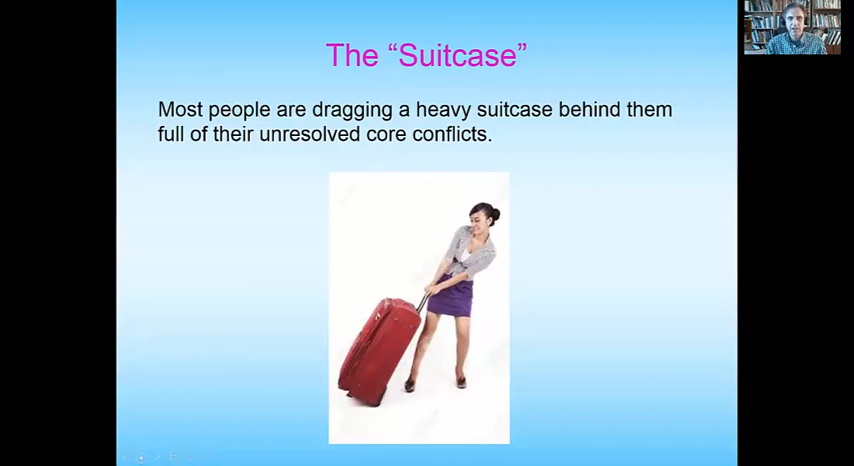 The “Suitcase”
Most people are dragging a heavy suitcase behind them
full of their unresolved core conflicts.